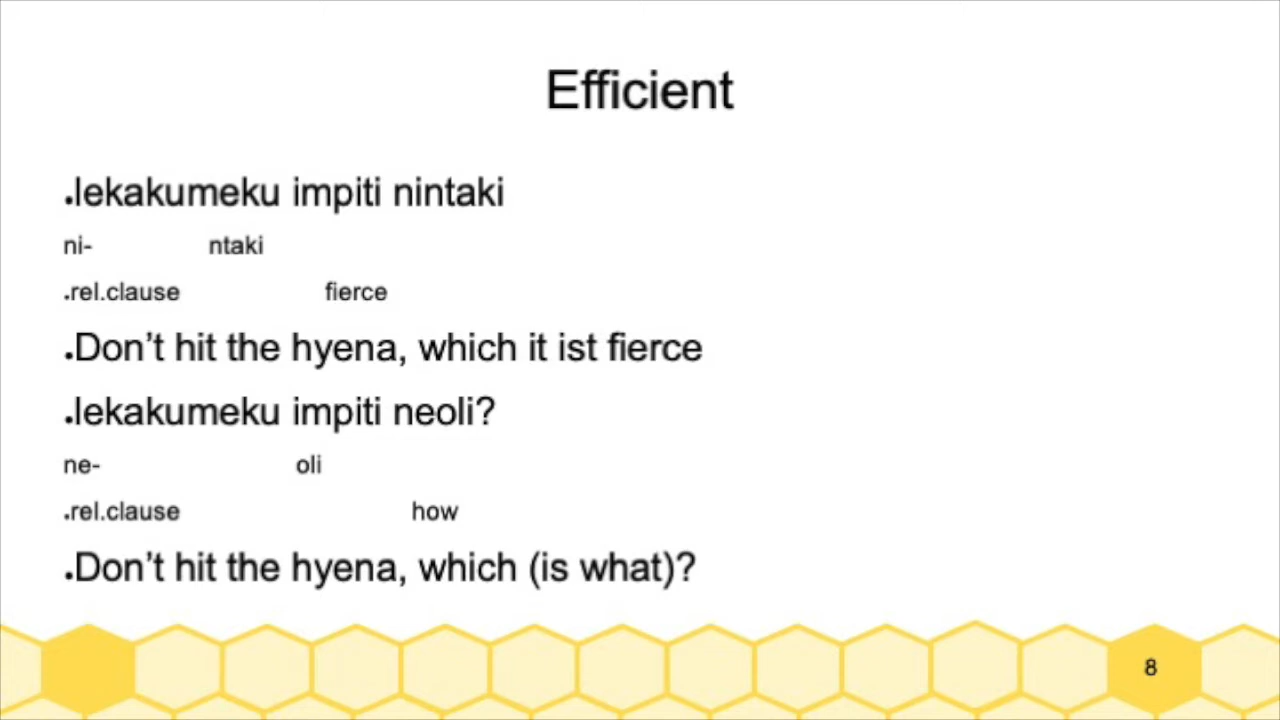 Efficient
.lekakumeku impiti nintaki
ni- ntaki
.rel.clause fierce
.Don't hit the hyena, which it ist fierce
.lekakumeku impiti neoli?
ne- oli
.rel.clause how
.Don't hit the hyena, which (is what)?
8